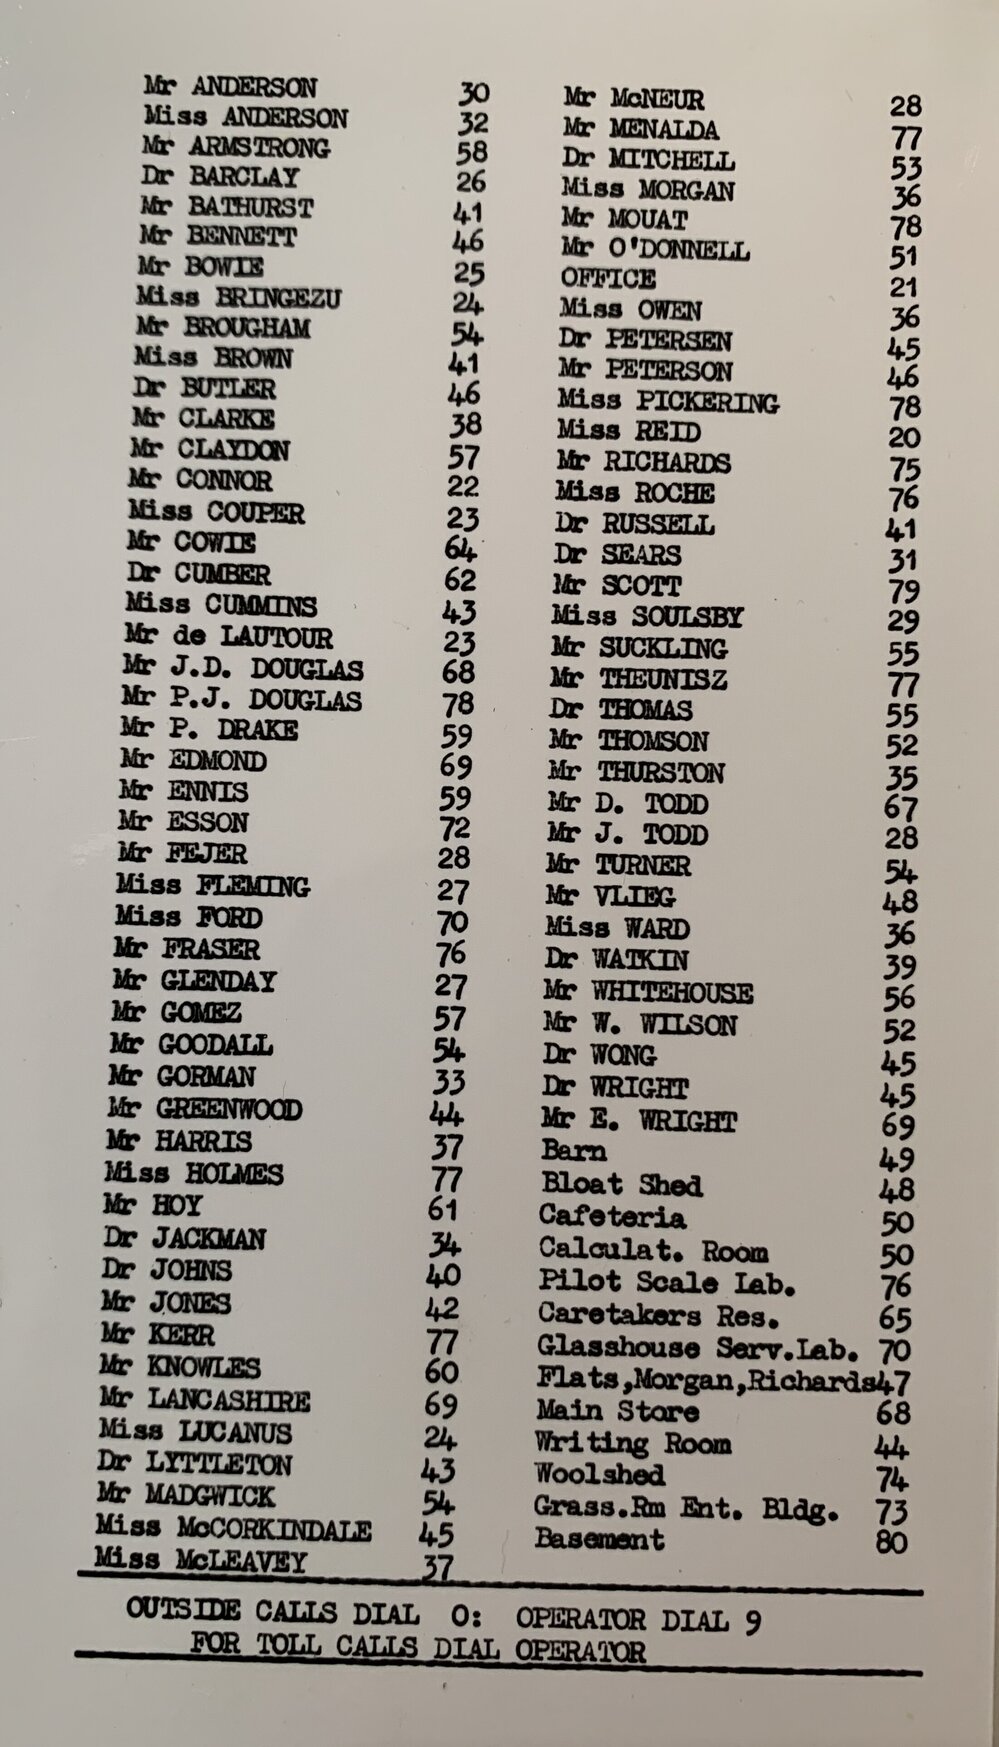 Mr ANDERSON 30
Miss ANDERSON 32
Mr ARMSTRONG 58
Dr BARCLAY 26
Mr BATHURST 41
Mr BENNETT 46
Mr BOWIE 25
Miss BRINGEZU 24
Mr BROUGHAM 54
Miss BROWN 41
Dr BUTLER 46
Mr CLARKE 38
Mr CLAYDON 57
Mr CONNOR 22
Miss COUPER 23
Mr COWIE 64
Dr CUMBER 62
Miss CUMMINS 43
Mr de LAUTOUR 23
Mr J.D. DOUGLAS 68
Mr P.J. DOUGLAS 78
Mr P. DRAKE 59
Mr EDMOND 69
Mr ENNIS 59
Mr ESSON 72
Mr FEJER 28
Miss FLEMING 27
Miss FORD 70
Mr FRASER 76
Mr GLENDAY 27
Mr GOMEZ 57
Mr GOODALL 54
Mr GORMAN 33
Mr GREENWOOD 44
Mr HARRIS 37
Miss HOLMES 77
Mr HOY 61
Dr JACKMAN 34
Dr JOHNS 40
Mr JONES 42
Mr KERR 77
Mr KNOWLES 60
Mr LANCASHIRE 69
Miss LUCANUS 24
Dr LYTTLETON 43
Mr MADGWICK 54
Miss McCORKINDALE 45
Miss McLEAVEY 37
Mr McNEUR 28
Mr MENALDA 77
Dr MITCHELL 53
Miss MORGAN 36
Mr MOUAT 78
Mr O'DONNELL 51
OFFICE 21
Miss OWEN 36
Dr PETERSEN 45
Mr PETERSON 46
Miss PICKERING 78
Miss REID 20
Mr RICHARDS 75
Miss ROCHE 76
Dr RUSSELL 41
Dr SEARS 31
Mr SCOTT 79
Miss SOULSBY 29
Mr SUCKLING 55
Mr THEUNISZ 77
Dr THOMAS 55
Mr THOMSON 52
Mr THURSTON 35
Mr D. TODD 67
Mr J. TODD 28
Mr TURNER 54
Mr VLIEG 48
Miss WARD 36
Dr WATKIN 39
Mr WHITEHOUSE 56
Mr W. WILSON 52
Dr WONG 45
Dr WRIGHT 45
Mr E. WRIGHT 69
Barn 49
Bloat Shed 48
Cafeteria 50
Calculat. Room 50
Pilot Scale Lab. 76
Caretakers Res. 65
Glasshouse Serv.Lab. 70
Flats,Morgan,Richards47
Main Store 68
Writing Room 44
Woolshed 74
Grass.Rm Ent. Bldg. 73
Basement 80
OUTSIDE CALLS DIAL 0: OPERATOR DIAL 9
FOR TOLL CALLS DIAL OPERATOR